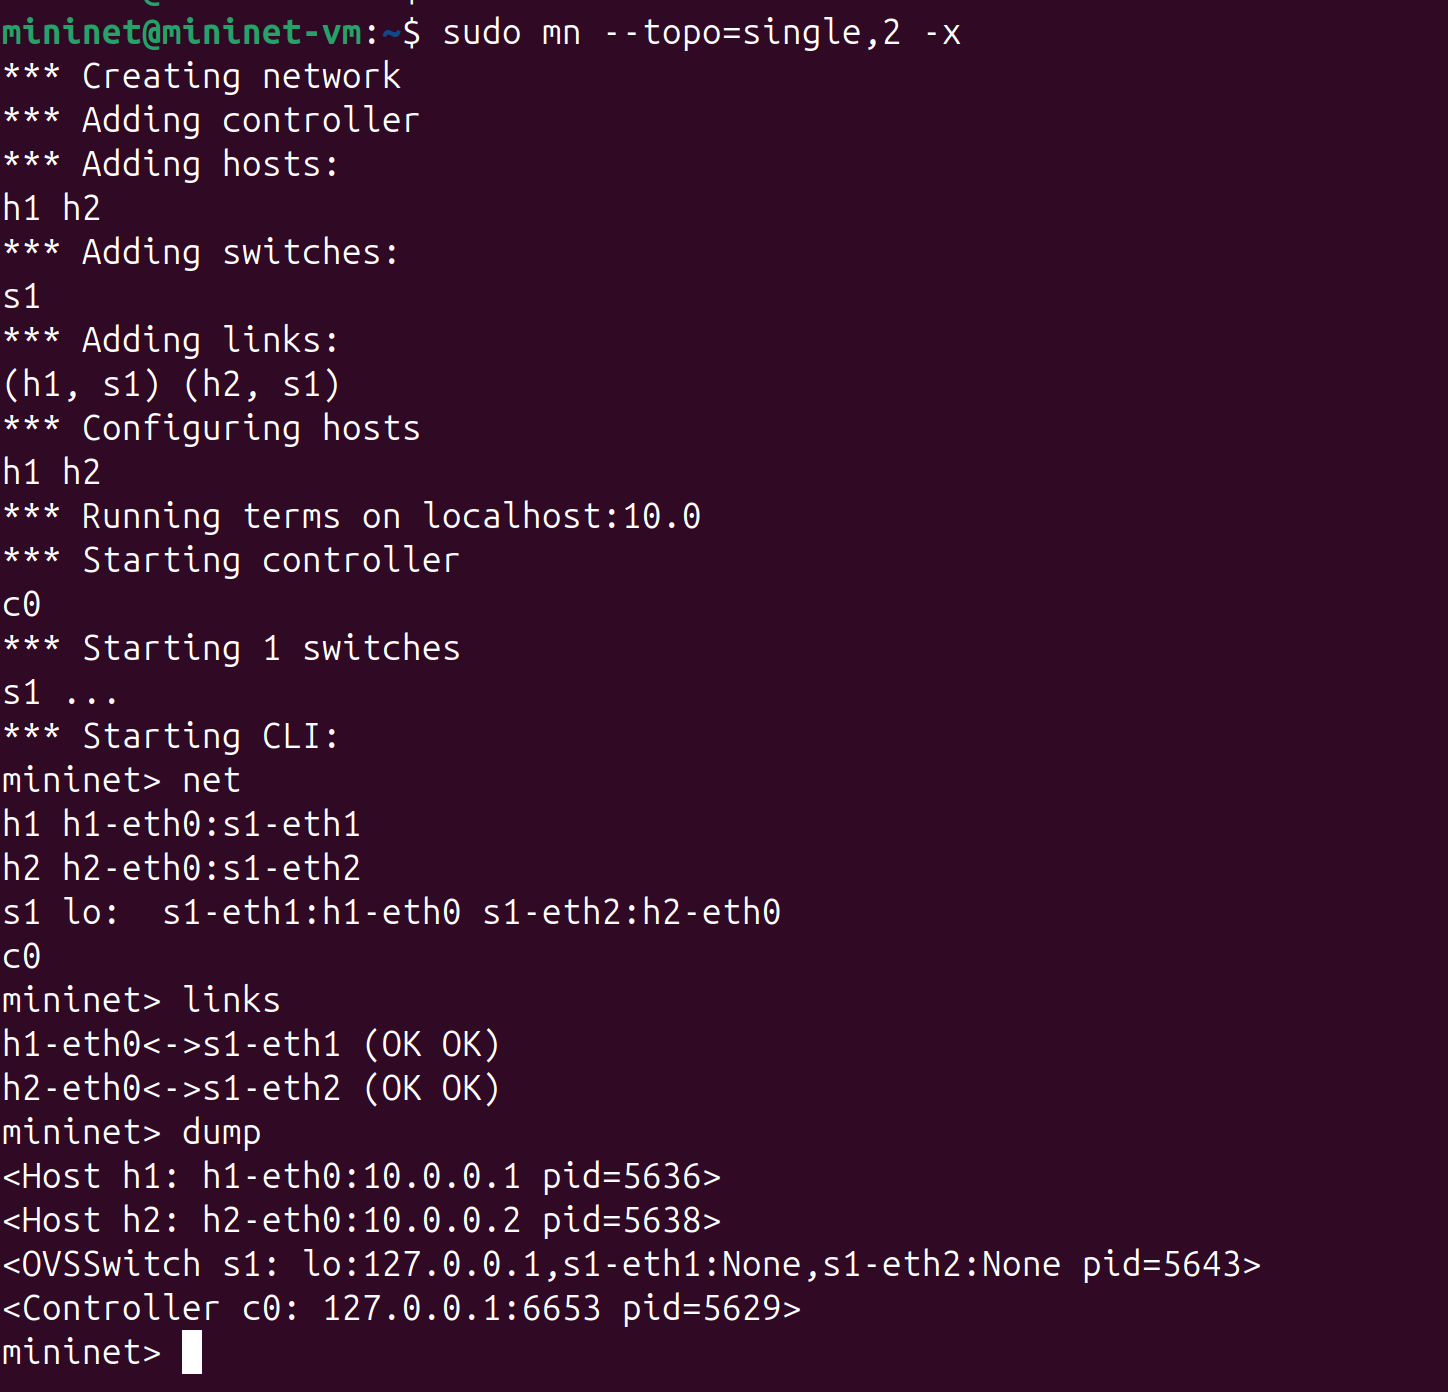 mininet@mininet-vm:~$ sudo mn --topo=single,2 -x
*** Creating network
*** Adding controller
*** Adding hosts:
h1 h2
*** Adding switches:
s1
*** Adding links:
(h1, s1) (h2, s1)
*** Configuring hosts
h1 h2
*** Running terms on localhost:10.0
*** Starting controller
c0
*** Starting 1 switches
s1 ...
*** Starting CLI:
mininet> net
h1 h1-eth0:s1-eth1
h2 h2-eth0:s1-eth2
s1 lo:  s1-eth1:h1-eth0 s1-eth2:h2-eth0
c0
mininet> links
h1-eth0<->s1-eth1 (OK OK)
h2-eth0<->s1-eth2 (OK OK)
mininet> dump
<Host h1: h1-eth0:10.0.0.1 pid=5636>
<Host h2: h2-eth0:10.0.0.2 pid=5638>
<OVSSwitch s1: lo:127.0.0.1,s1-eth1:None,s1-eth2:None pid=5643>
<Controller c0: 127.0.0.1:6653 pid=5629>
mininet>